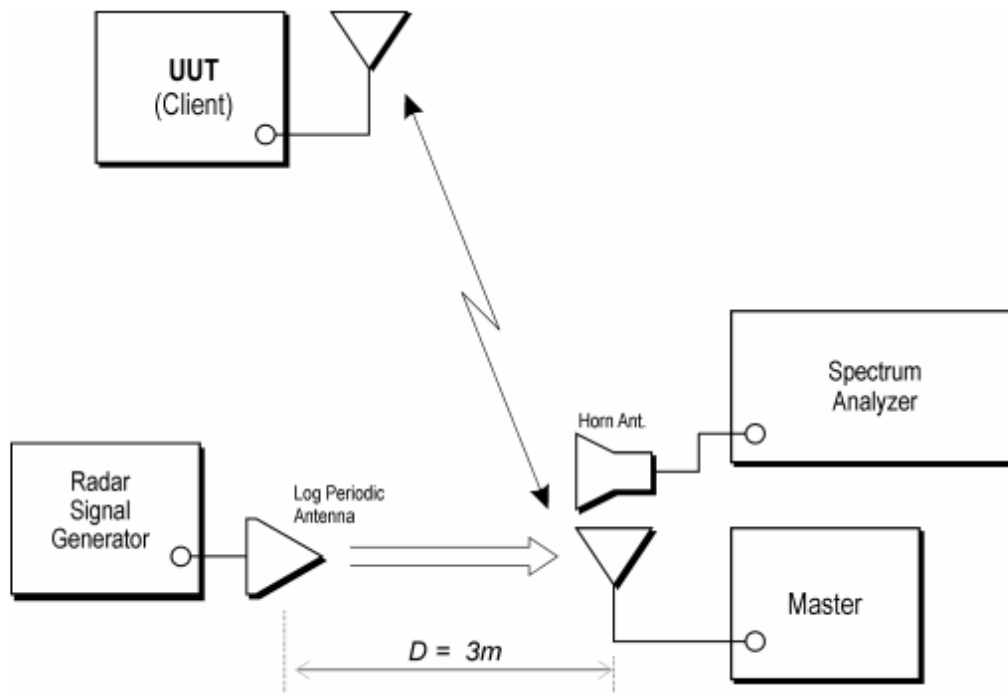 UUT
(Client)
Spectrum
Analyzer
Horn Ant.
Radar
Signal
Generator
Log Periodic
Antenna
Master
D = 3m